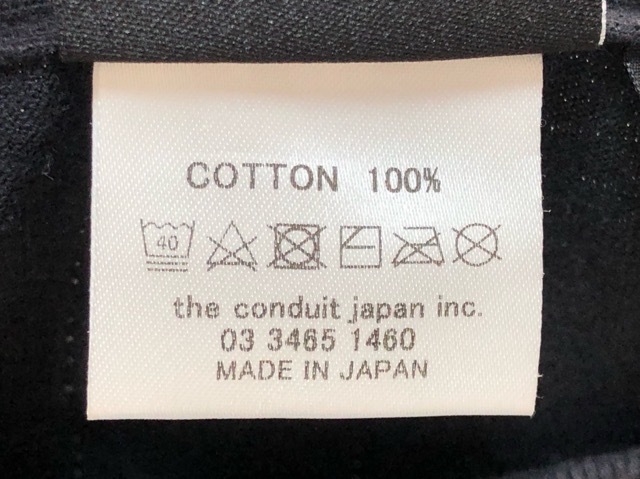 COTTON 100%
40
the conduit japan inc.
03 3465 1460
MADE IN JAPAN